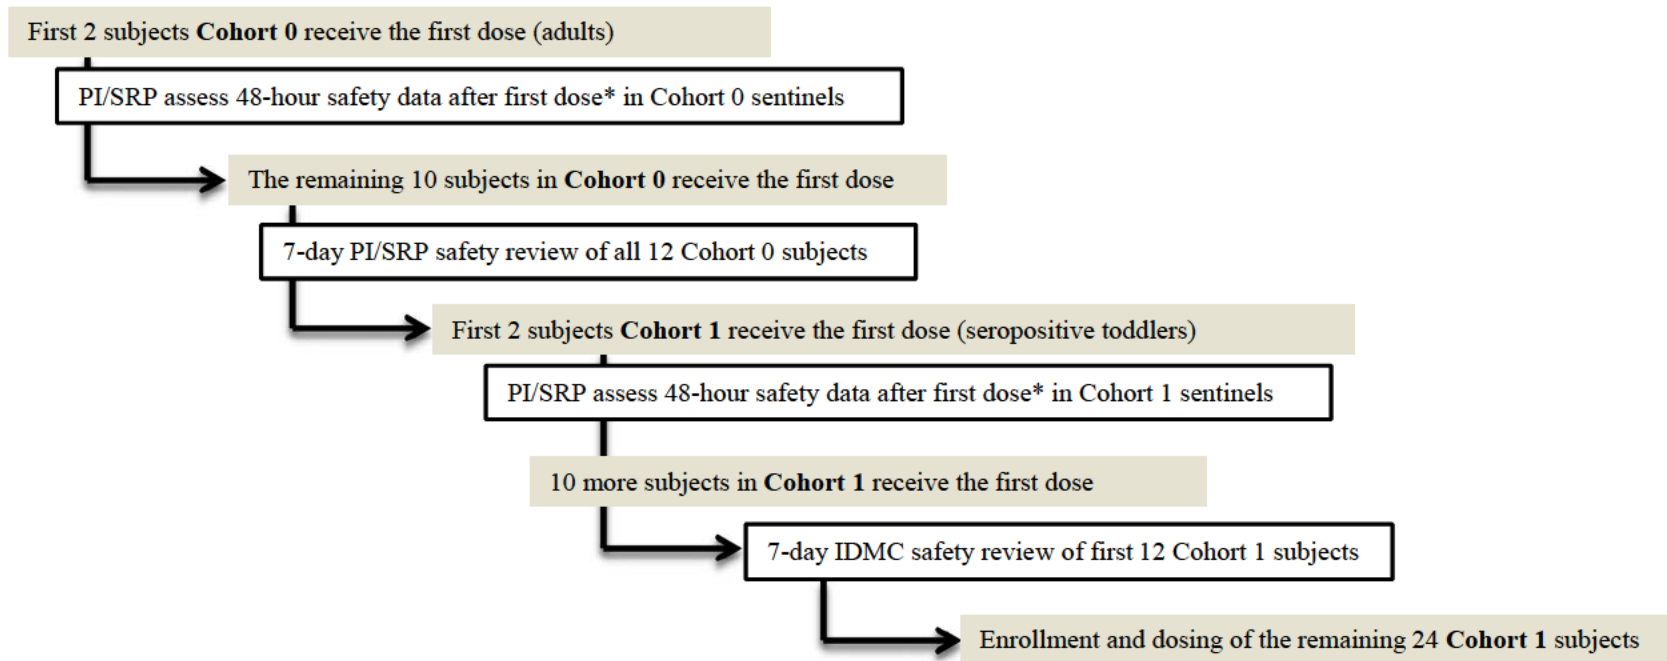 First 2 subjects Cohort 0 receive the first dose (adults)
PI/SRP assess 48-hour safety data after first dose* in Cohort 0 sentinels
The remaining 10 subjects in Cohort 0 receive the first dose
7-day PI/SRP safety review of all 12 Cohort 0 subjects
First 2 subjects Cohort 1 receive the first dose (seropositive toddlers)
PI/SRP assess 48-hour safety data after first dose* in Cohort 1 sentinels
10 more subjects in Cohort 1 receive the first dose
7-day IDMC safety review of first 12 Cohort 1 subjects
Enrollment and dosing of the remaining 24 Cohort 1 subjects